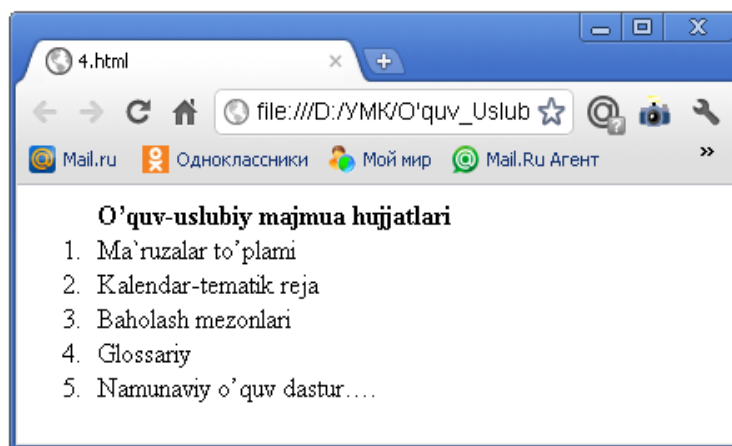 4.html
file:///D:/УМК/O'quv_Uslub
Mail.ru Одноклассники Мой мир Mail.Ru Агент »
O’quv-uslubiy majmua hujjatlari
1. Ma`ruzalar to’plami
2. Kalendar-tematik reja
3. Baholash mezonlari
4. Glossariy
5. Namunaviy o’quv dastur….